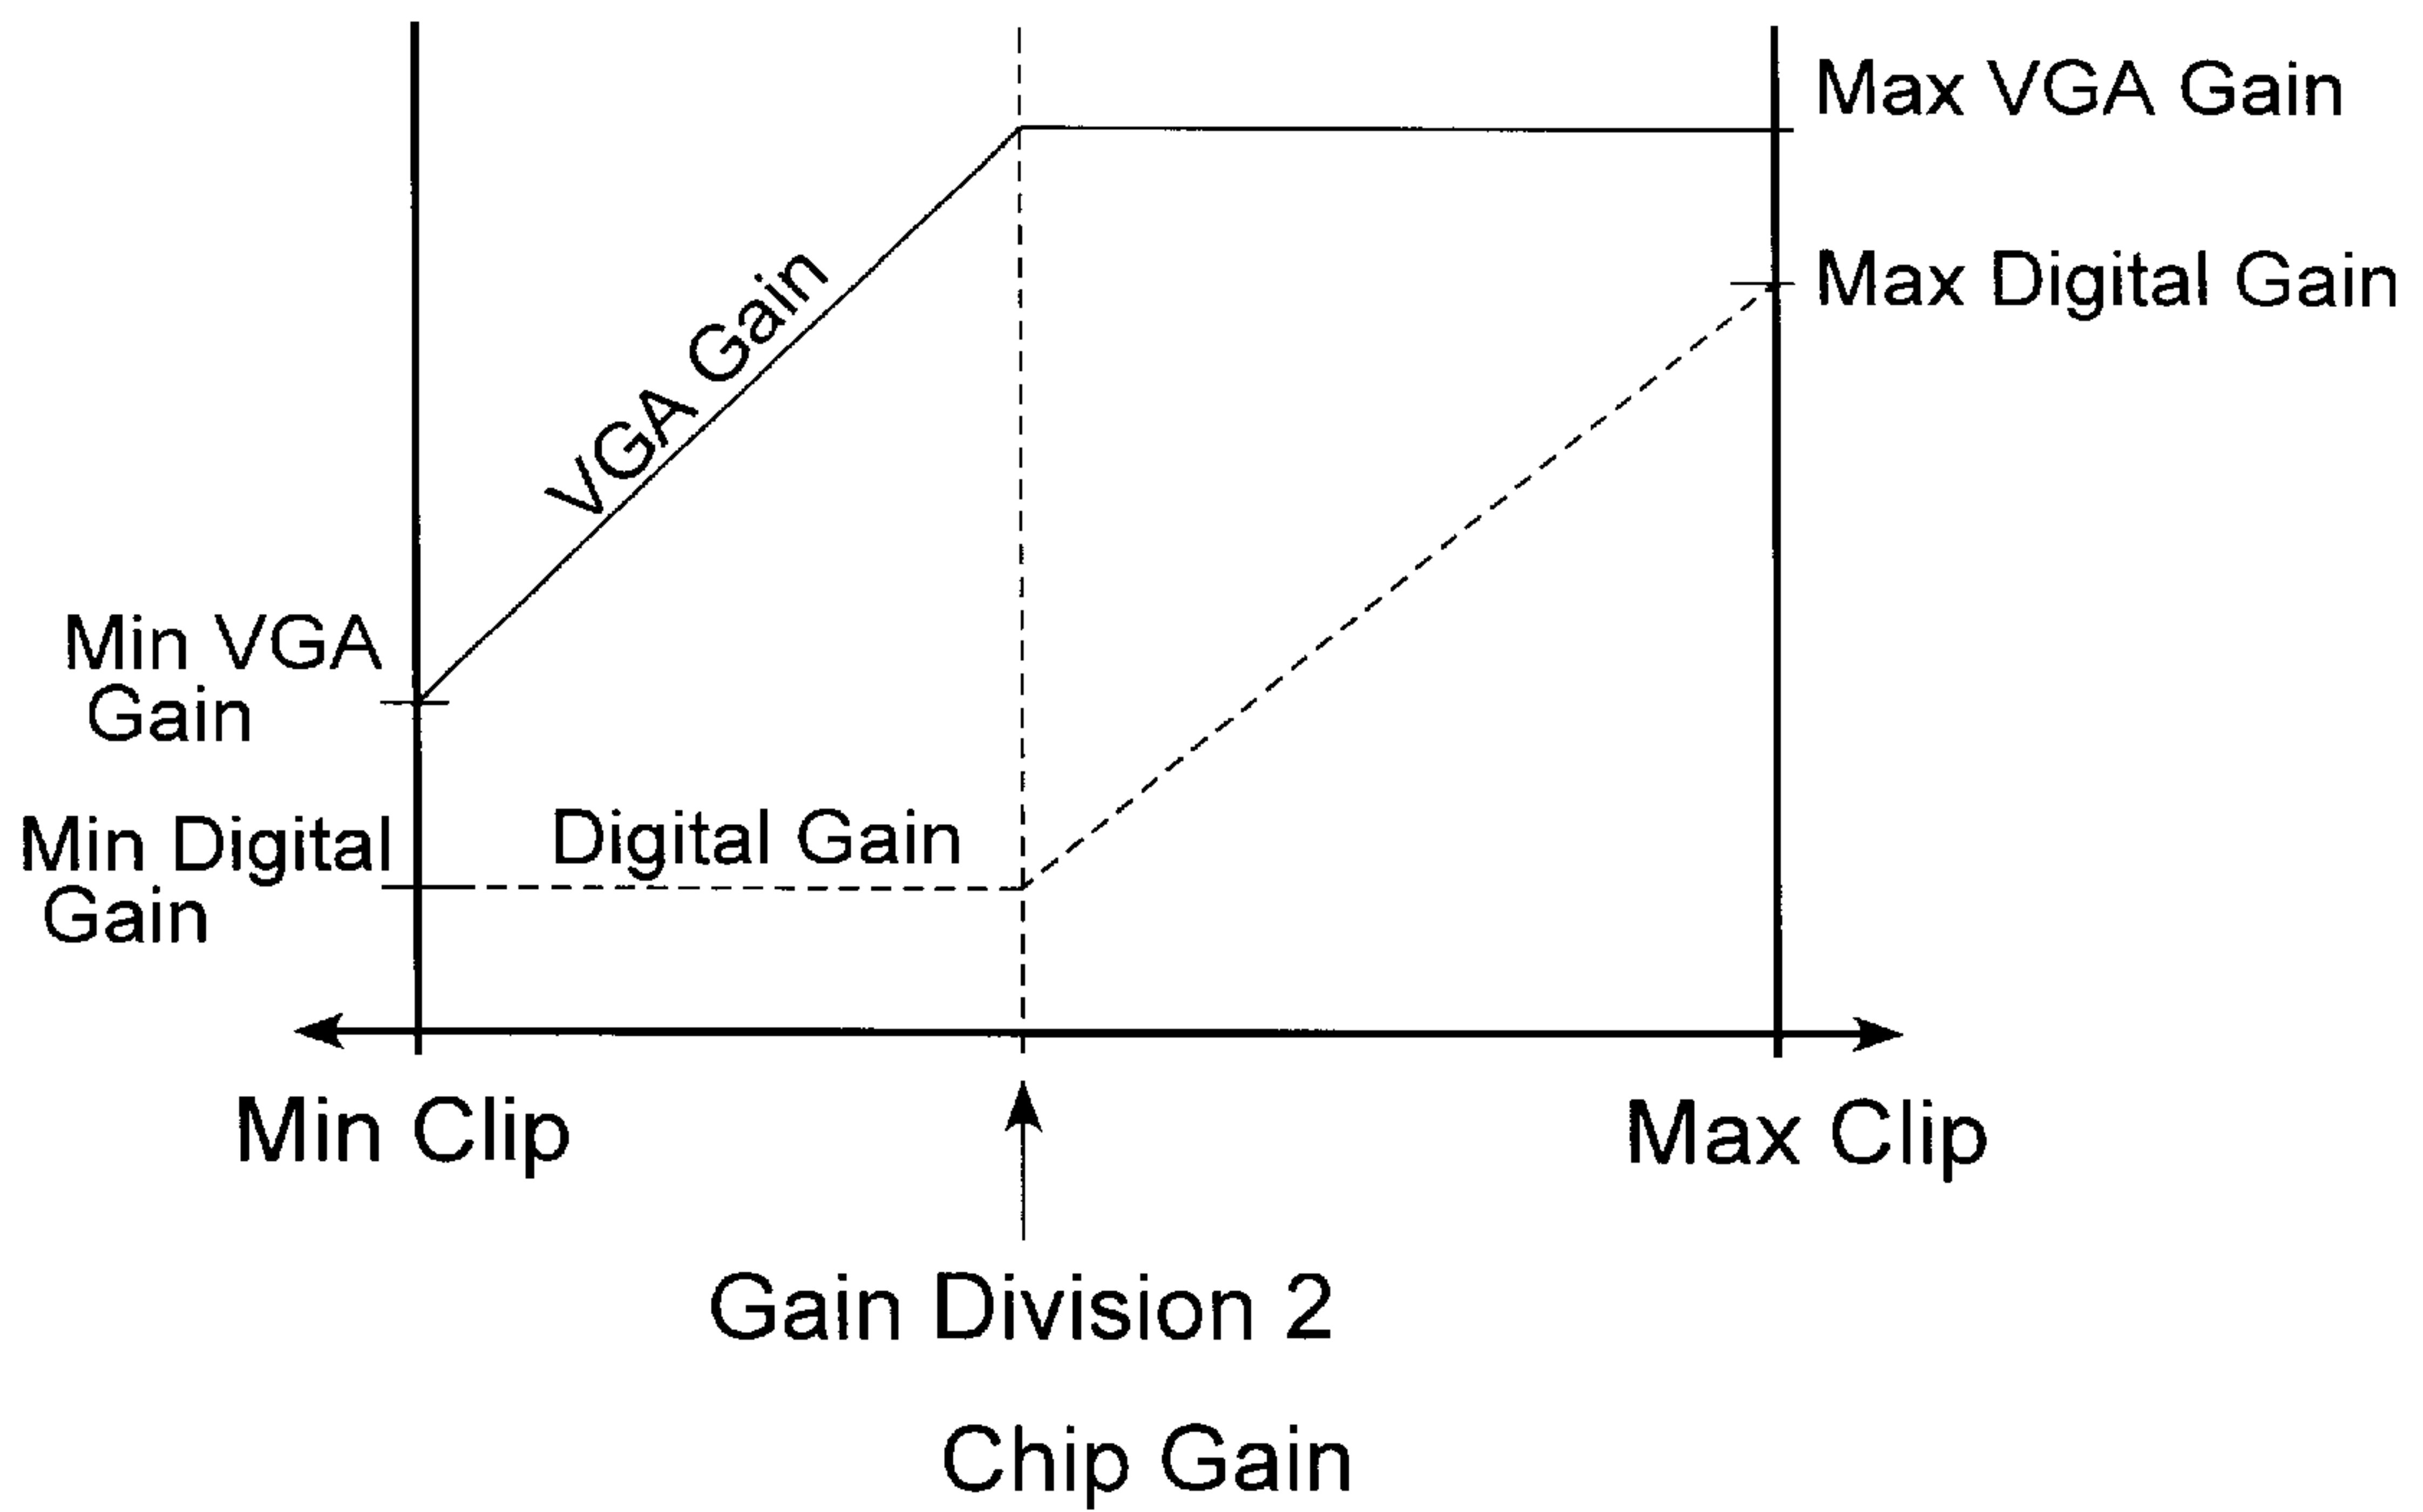 Max VGA Gain
Max Digital Gain
VGA Gain
Min VGA
Gain
Digital Gain
Min Digital
Gain
Min Clip
Max Clip
Gain Division 2
Chip Gain